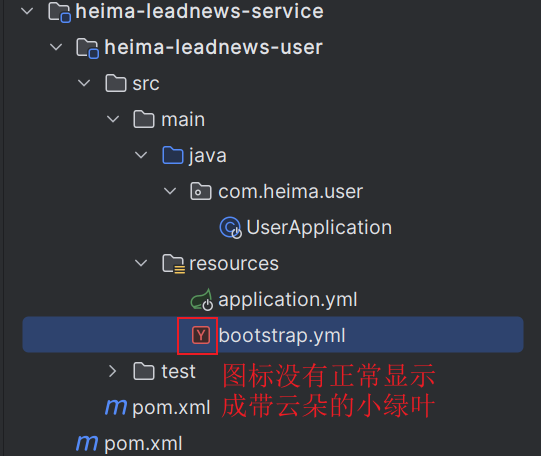 heima-leadnews-service
heima-leadnews-user
src
main
java
com.heima.user
UserApplication
resources
application.yml
Y bootstrap.yml
test
图标没有正常显示
成带云朵的小绿叶
pom.xml
pom.xml